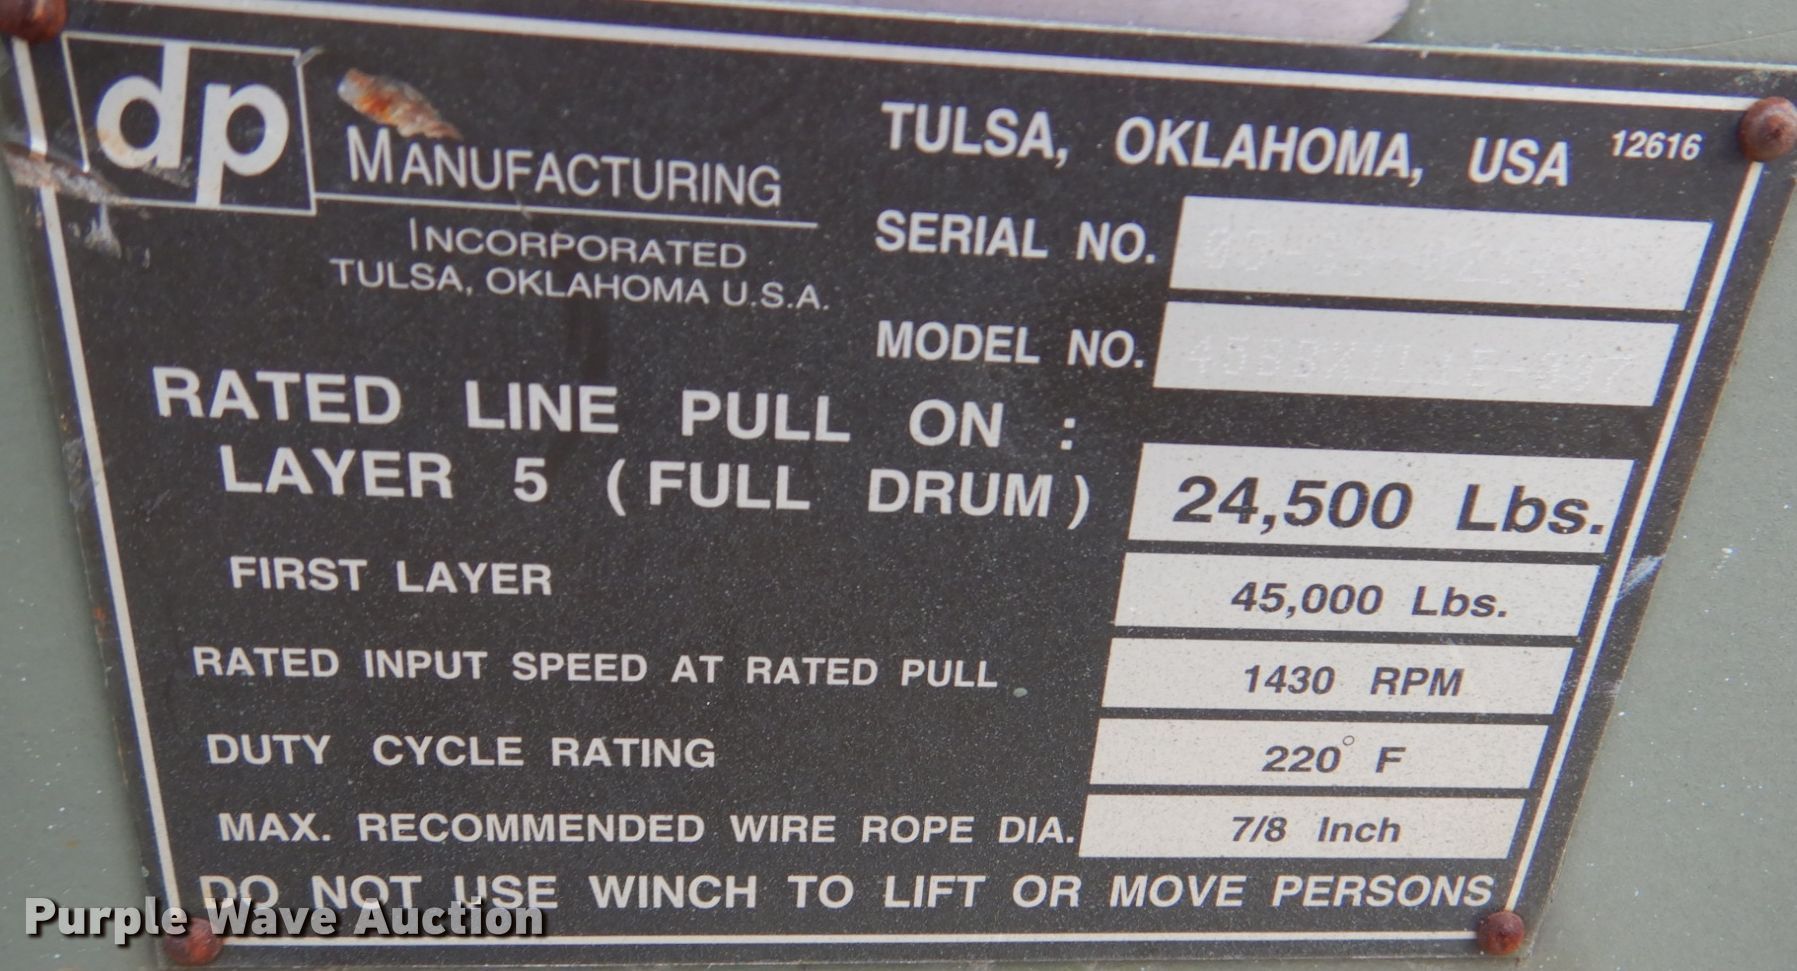 dp MANUFACTURING
INCORPORATED
TULSA, OKLAHOMA U.S.A.
TULSA, OKLAHOMA, USA 12616
SERIAL NO.
MODEL NO.
RATED LINE PULL ON :
LAYER 5 (FULL DRUM) 24,500 Lbs.
FIRST LAYER 45,000 Lbs.
RATED INPUT SPEED AT RATED PULL 1430 RPM
DUTY CYCLE RATING 220° F
MAX. RECOMMENDED WIRE ROPE DIA. 7/8 Inch
DO NOT USE WINCH TO LIFT OR MOVE PERSONS
Purple Wave Auction